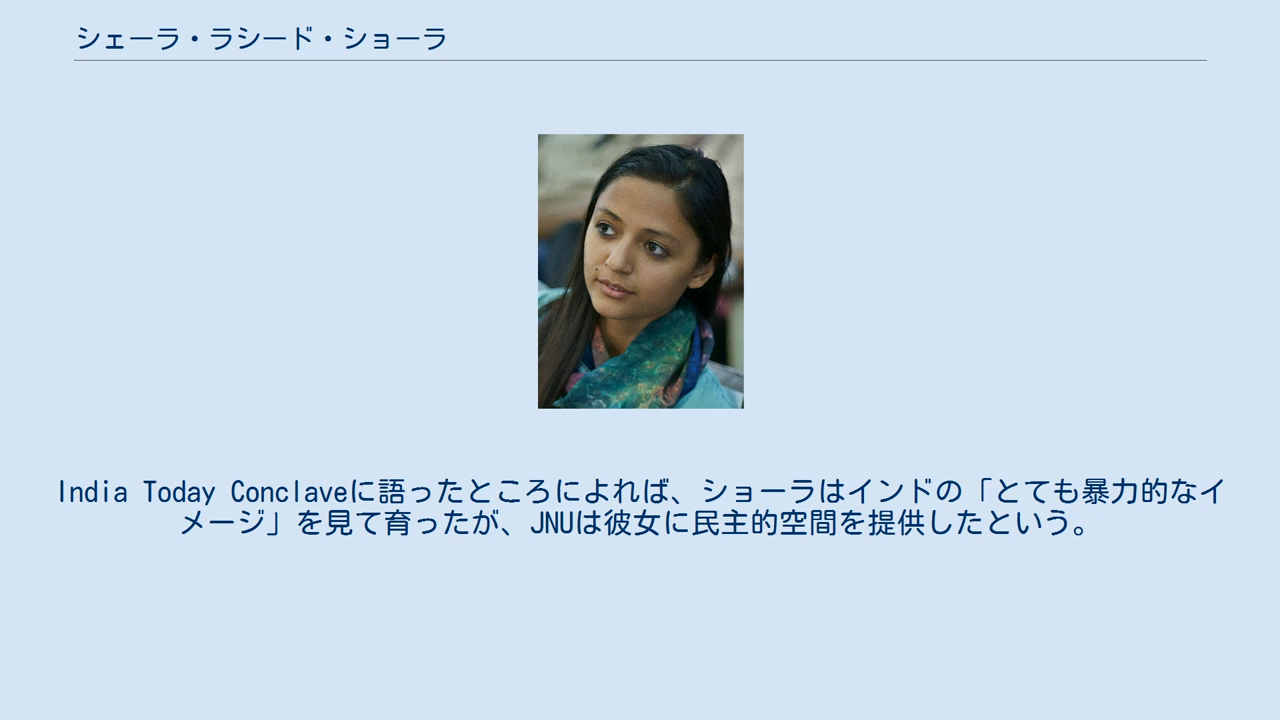 シェーラ・ラシード・ショーラ
India Today Conclaveに語ったところによれば、ショーラはインドの「とても暴力的なイ
メージ」を見て育ったが、JNUは彼女に民主的空間を提供したという。